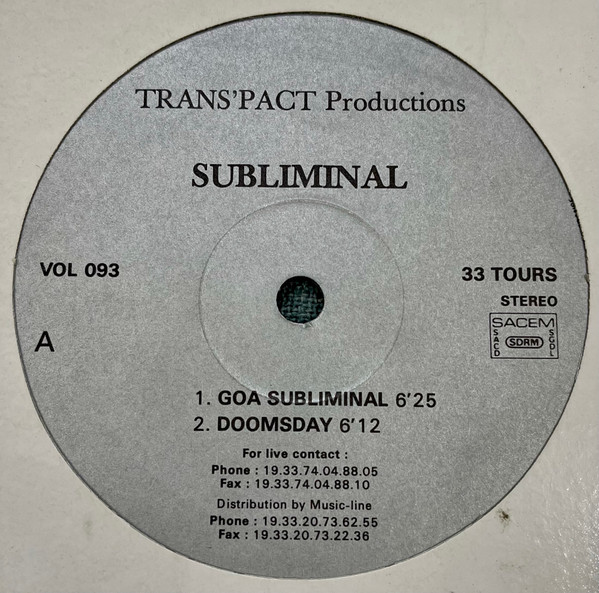 TRANS'PACT Productions
SUBLIMINAL
VOL 093
33 TOURS
STEREO
A
SACEM
SACD
SDRM
SGDL
1. GOA SUBLIMINAL 6'25
2. DOOMSDAY 6'12
For live contact :
Phone : 19.33.74.04.88.05
Fax : 19.33.74.04.88.10
Distribution by Music-line
Phone : 19.33.20.73.62.55
Fax : 19.33.20.73.22.36